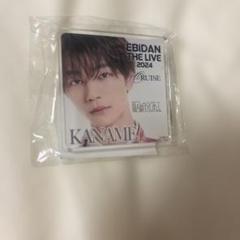 EBiDAN
THE LIVE
2024
CRUISE
KANAME